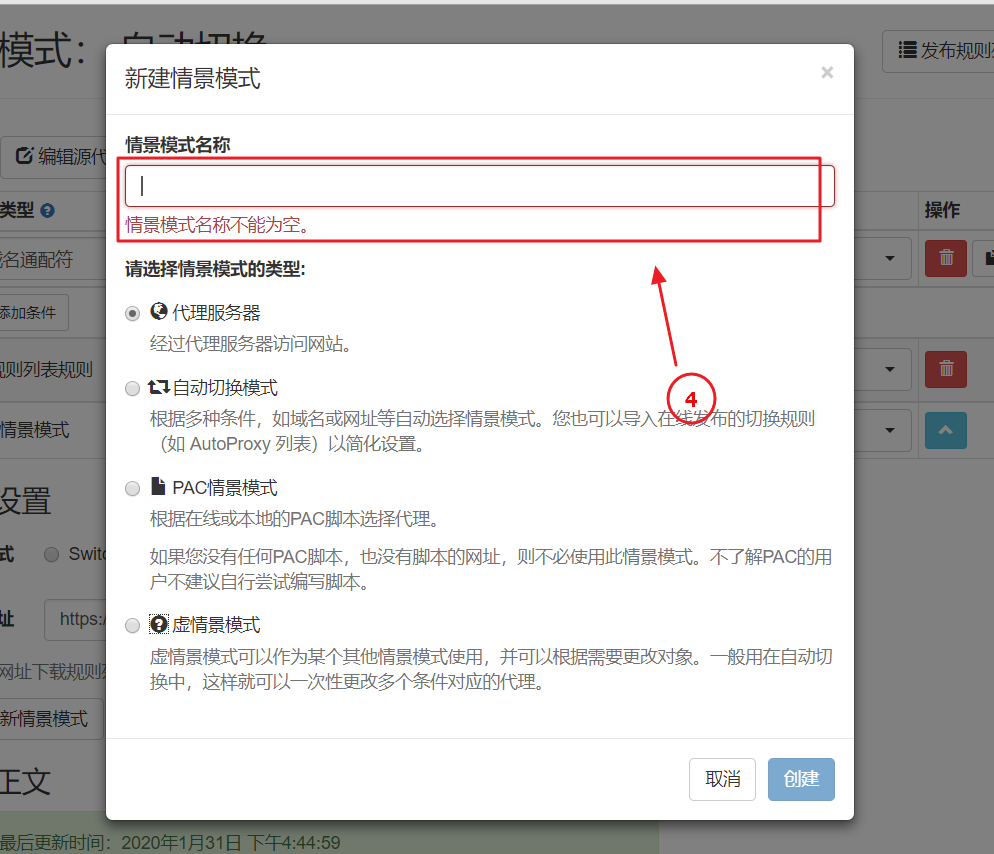 模式： 自动切换
发布规则
新建情景模式
×
编辑源代
情景模式名称
类型
操作
情景模式名称不能为空。
名通配符
请选择情景模式的类型:
添加条件
代理服务器
经过代理服务器访问网站。
规则列表规则
自动切换模式
根据多种条件，如域名或网址等自动选择情景模式。您也可以导入在线发布的切换规则
（如 AutoProxy 列表）以简化设置。
4
情景模式
PAC情景模式
设置
根据在线或本地的PAC脚本选择代理。
式
Switc
如果您没有任何PAC脚本，也没有脚本的网址，则不必使用此情景模式。不了解PAC的用
户不建议自行尝试编写脚本。
址
https:/
虚情景模式
虚情景模式可以作为某个其他情景模式使用，并可以根据需要更改对象。一般用在自动切
换中，这样就可以一次性更改多个条件对应的代理。
网址下载规则
新情景模式
正文
取消
创建
最后更新时间：2020年1月31日 下午4:44:59